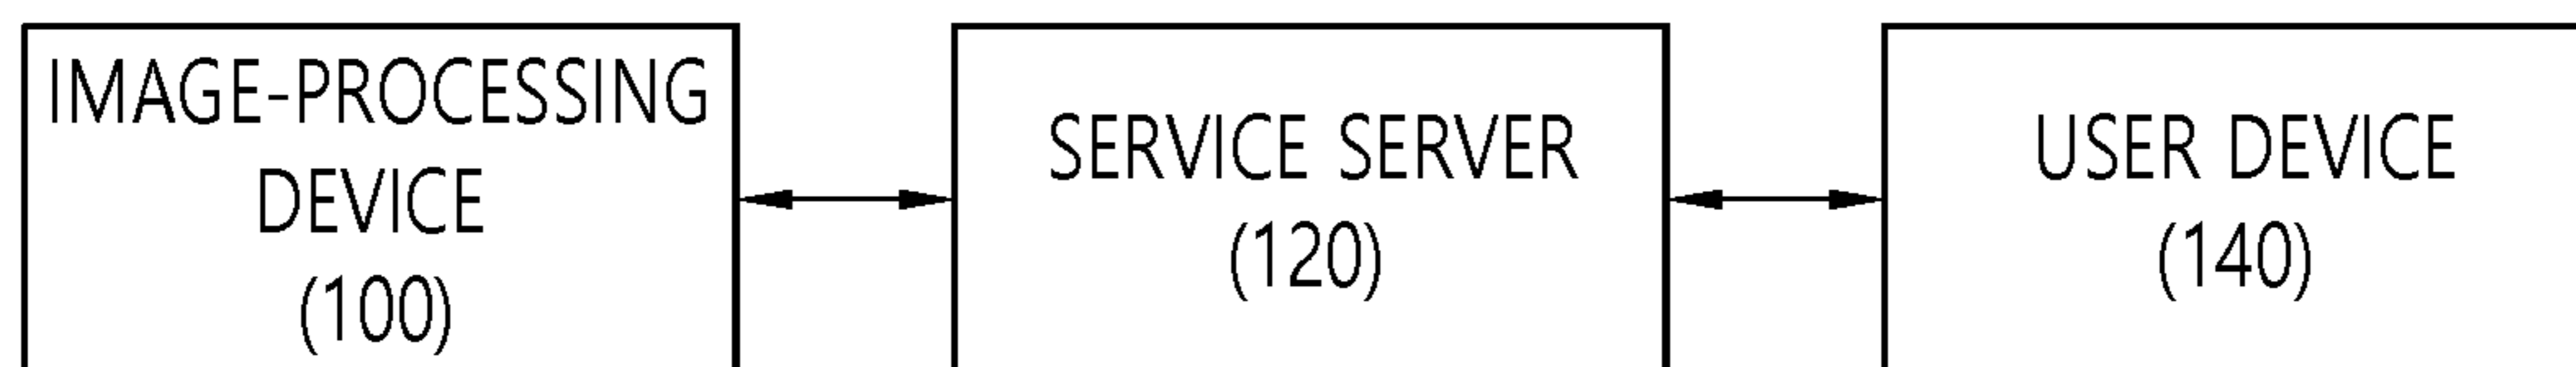 IMAGE-PROCESSING
DEVICE
(100)
SERVICE SERVER
(120)
USER DEVICE
(140)